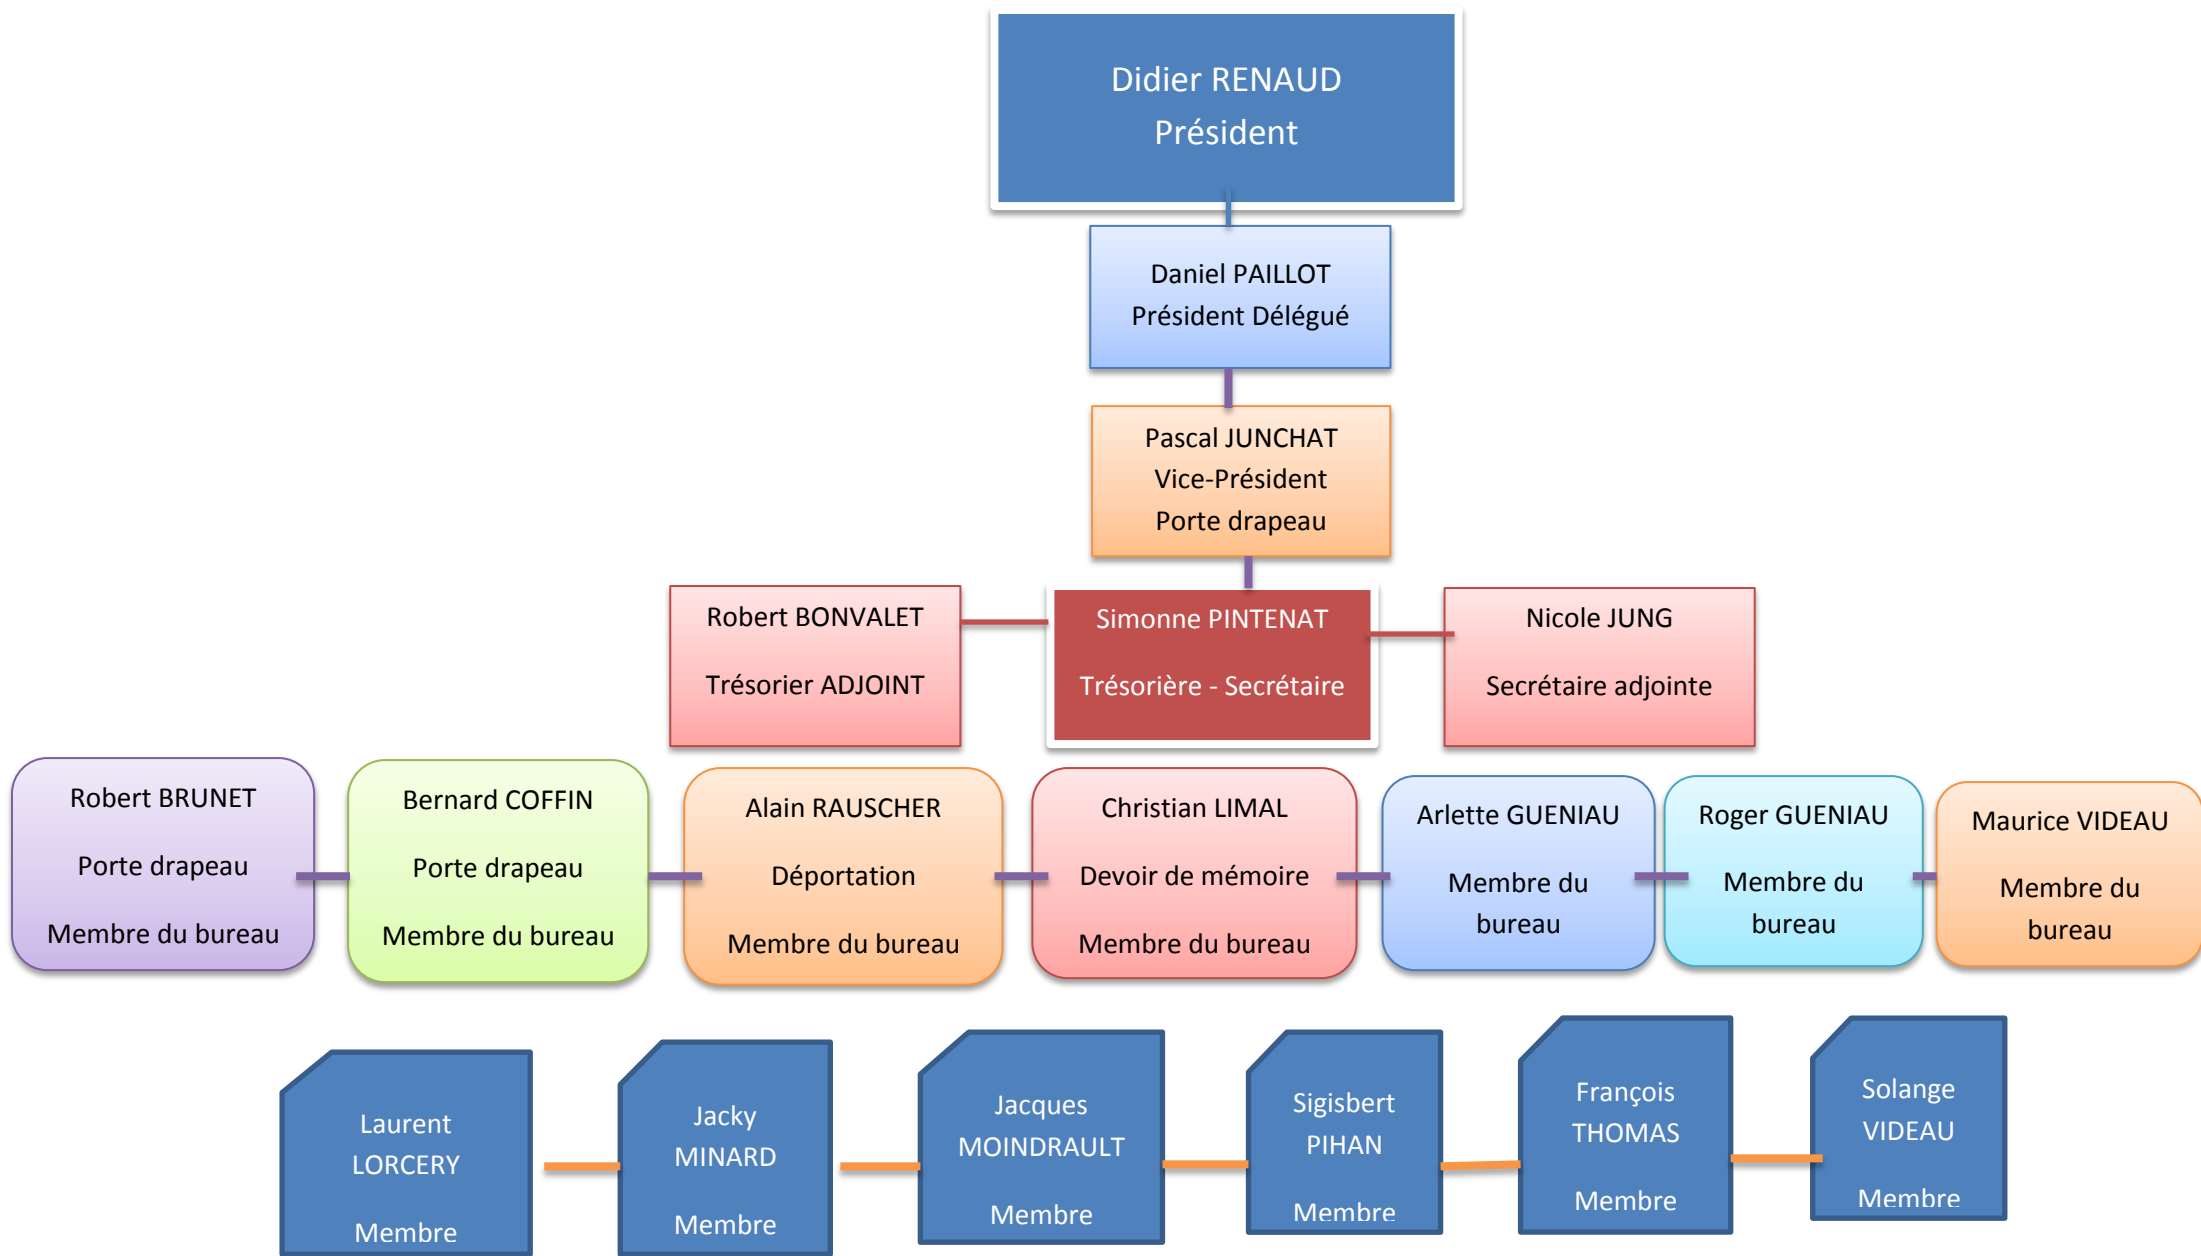 Didier RENAUD
Président
Daniel PAILLOT
Président Délégué
Pascal JUNCHAT
Vice-Président
Porte drapeau
Robert BONVALET
Trésorier ADJOINT
Simonne PINTENAT
Trésorière - Secrétaire
Nicole JUNG
Secrétaire adjointe
Robert BRUNET
Porte drapeau
Membre du bureau
Bernard COFFIN
Porte drapeau
Membre du bureau
Alain RAUSCHER
Déportation
Membre du bureau
Christian LIMAL
Devoir de mémoire
Membre du bureau
Arlette GUENIAU
Membre du
bureau
Roger GUENIAU
Membre du
bureau
Maurice VIDEAU
Membre du
bureau
Laurent
LORCERY
Membre
Jacky
MINARD
Membre
Jacques
MOINDRAULT
Membre
Sigisbert
PIHAN
Membre
François
THOMAS
Membre
Solange
VIDEAU
Membre